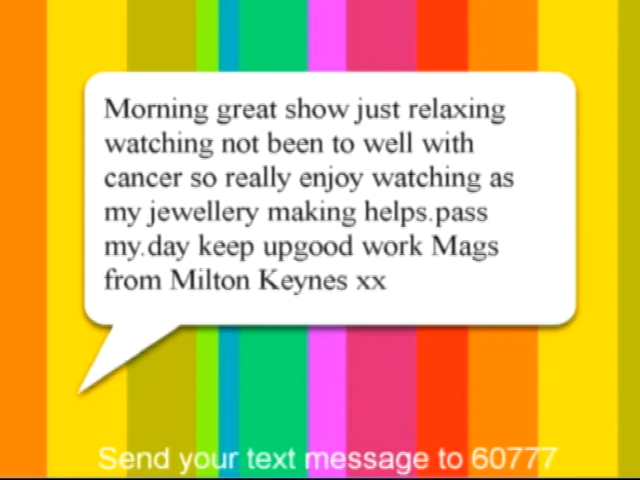 Morning great show just relaxing
watching not been to well with
cancer so really enjoy watching as
my jewellery making helps.pass
my.day keep upgood work Mags
from Milton Keynes xx
Send your text message to 60777